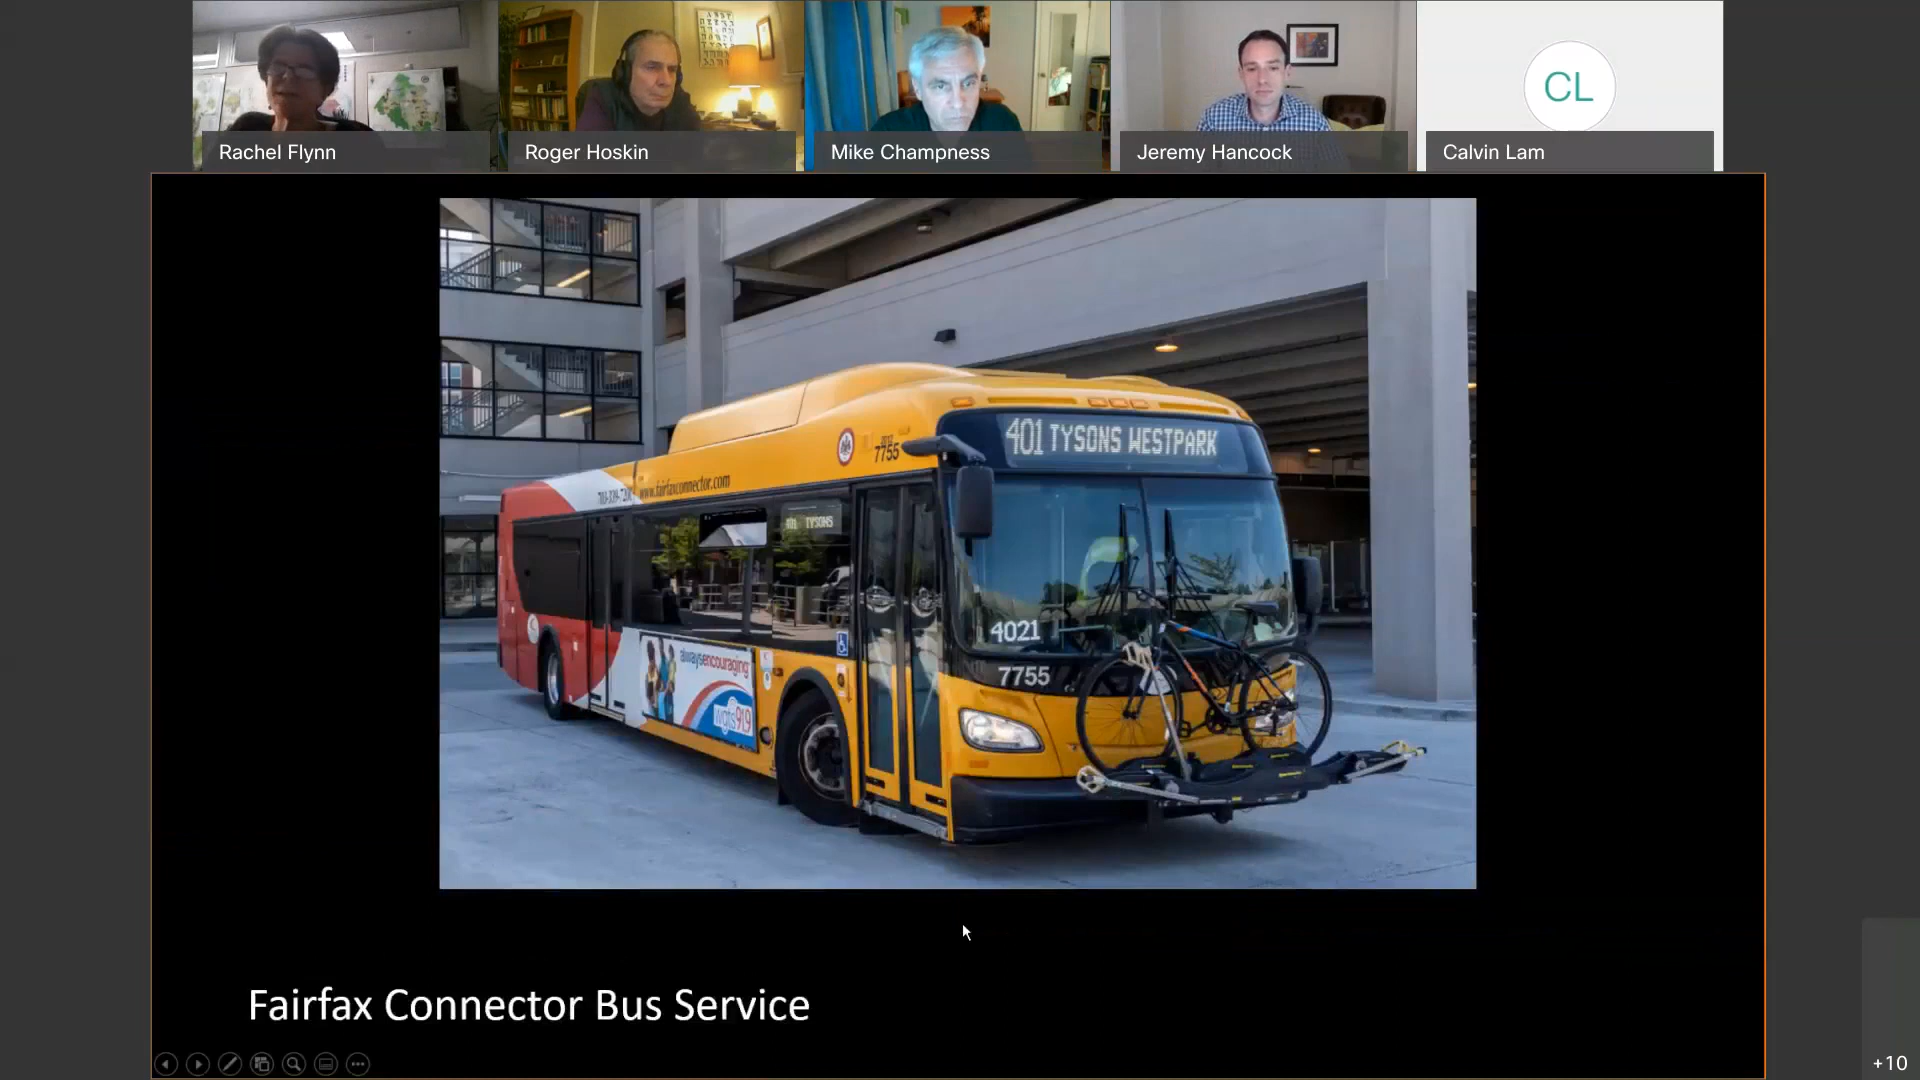 Rachel Flynn
Roger Hoskin
Mike Champness
Jeremy Hancock
CL
Calvin Lam
401 TYSONS WESTPARK
7755
www.fairfaxconnector.com
401 TYSONS
4021
7755
alwaysencouraging
wgts919
Fairfax Connector Bus Service
+10